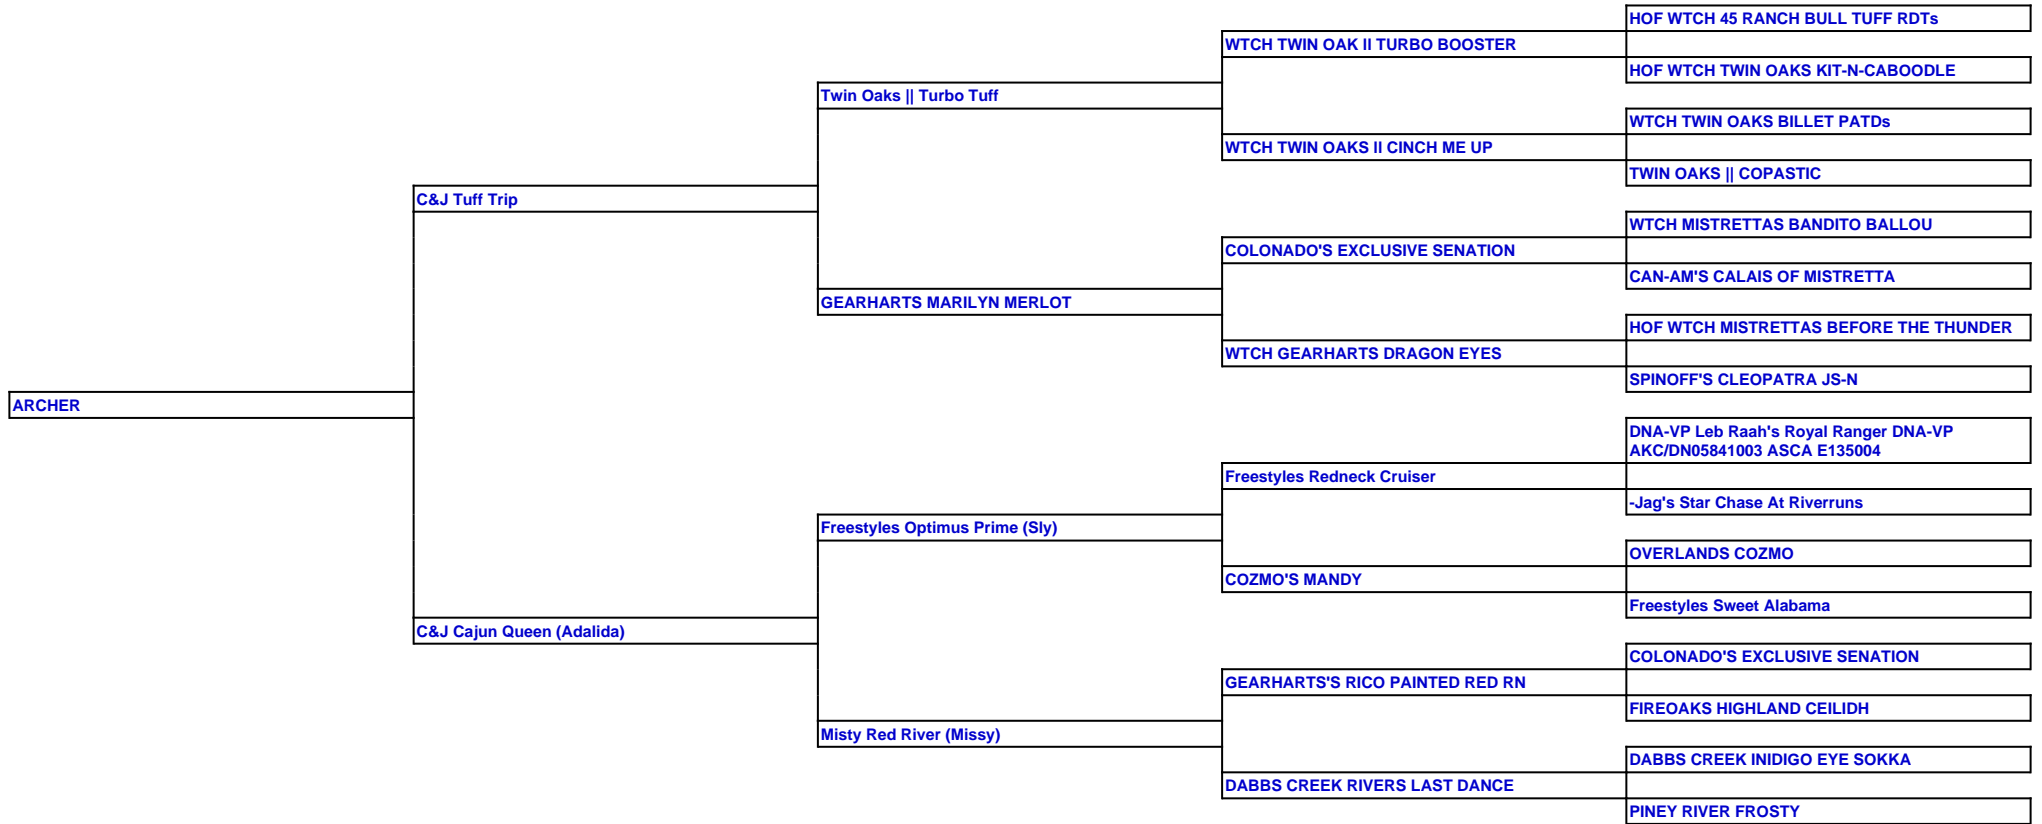 HOF WTCH 45 RANCH BULL TUFF RDTs
WTCH TWIN OAK II TURBO BOOSTER
HOF WTCH TWIN OAKS KIT-N-CABOODLE
Twin Oaks || Turbo Tuff
WTCH TWIN OAKS BILLET PATDs
WTCH TWIN OAKS II CINCH ME UP
TWIN OAKS || COPASTIC
C&J Tuff Trip
WTCH MISTRETTAS BANDITO BALLOU
COLONADO'S EXCLUSIVE SENATION
CAN-AM'S CALAIS OF MISTRETTA
GEARHARTS MARILYN MERLOT
HOF WTCH MISTRETTAS BEFORE THE THUNDER
WTCH GEARHARTS DRAGON EYES
SPINOFF'S CLEOPATRA JS-N
ARCHER
DNA-VP Leb Raah's Royal Ranger DNA-VP
AKC/DN05841003 ASCA E135004
Freestyles Redneck Cruiser
-Jag's Star Chase At Riverruns
Freestyles Optimus Prime (Sly)
OVERLANDS COZMO
COZMO'S MANDY
Freestyles Sweet Alabama
C&J Cajun Queen (Adalida)
COLONADO'S EXCLUSIVE SENATION
GEARHARTS'S RICO PAINTED RED RN
FIREOAKS HIGHLAND CEILIDH
Misty Red River (Missy)
DABBS CREEK INIDIGO EYE SOKKA
DABBS CREEK RIVERS LAST DANCE
PINEY RIVER FROSTY